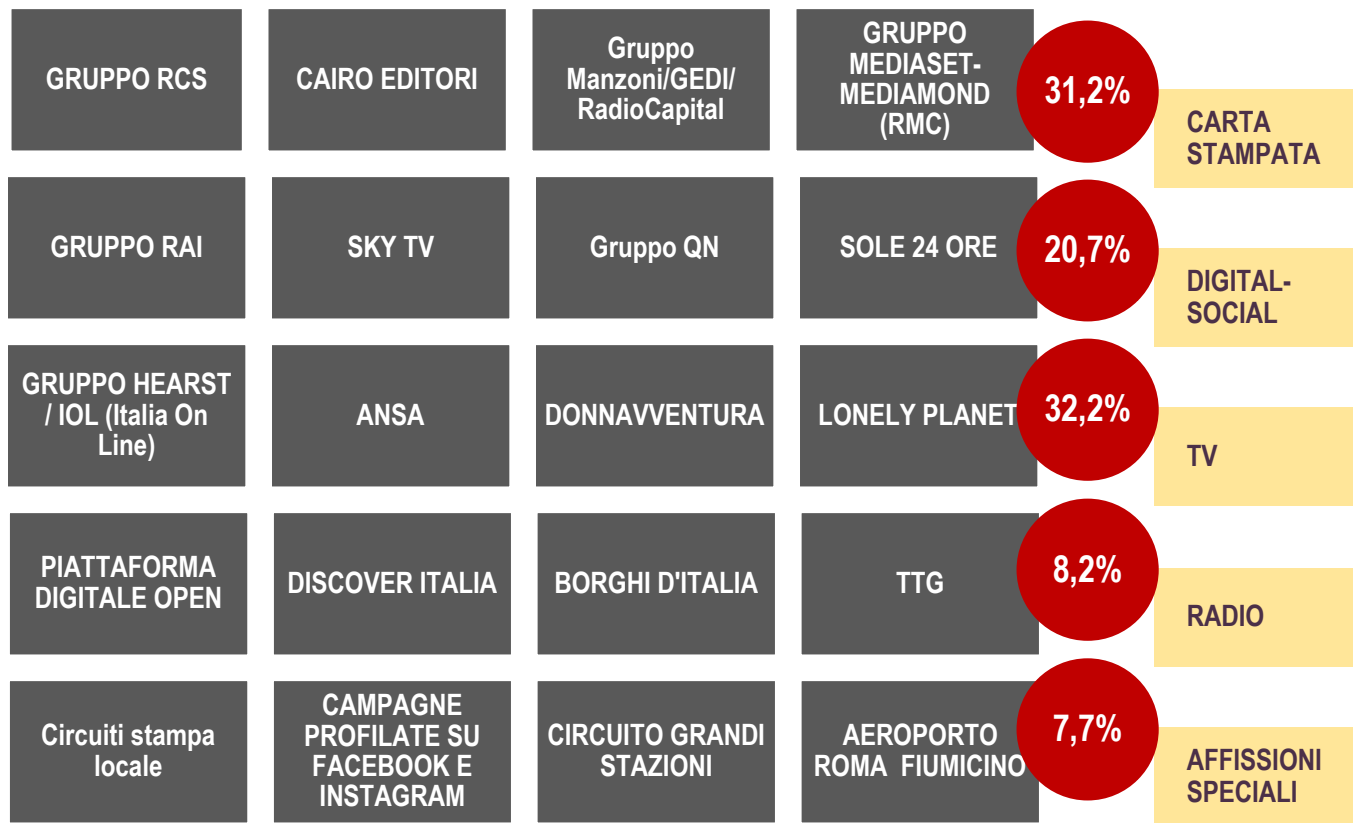 GRUPPO RCS
CAIRO EDITORI
Gruppo
Manzoni/GEDI/
RadioCapital
GRUPPO
MEDIASET-
MEDIAMOND
(RMC)
31,2%
CARTA
STAMPATA
GRUPPO RAI
SKY TV
Gruppo QN
SOLE 24 ORE
20,7%
DIGITAL-
SOCIAL
GRUPPO HEARST
/ IOL (Italia On
Line)
ANSA
DONNAVVENTURA
LONELY PLANET
32,2%
TV
PIATTAFORMA
DIGITALE OPEN
DISCOVER ITALIA
BORGHI D'ITALIA
TTG
8,2%
RADIO
Circuiti stampa
locale
CAMPAGNE
PROFILATE SU
FACEBOOK E
INSTAGRAM
CIRCUITO GRANDI
STAZIONI
AEROPORTO
ROMA FIUMICINO
7,7%
AFFISSIONI
SPECIALI